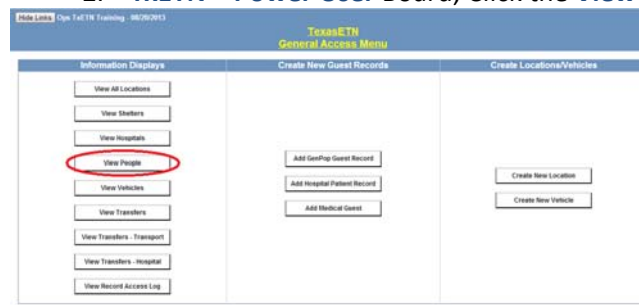 Hide Links Ops TxETN Training - 08/20/2013
TexasETN
General Access Menu
Information Displays
Create New Guest Records
Create Locations/Vehicles
View All Locations
View Shelters
View Hospitals
View People
View Vehicles
View Transfers
View Transfers - Transport
View Transfers - Hospital
View Record Access Log
Add GenPop Guest Record
Add Hospital Patient Record
Add Medical Guest
Create New Location
Create New Vehicle